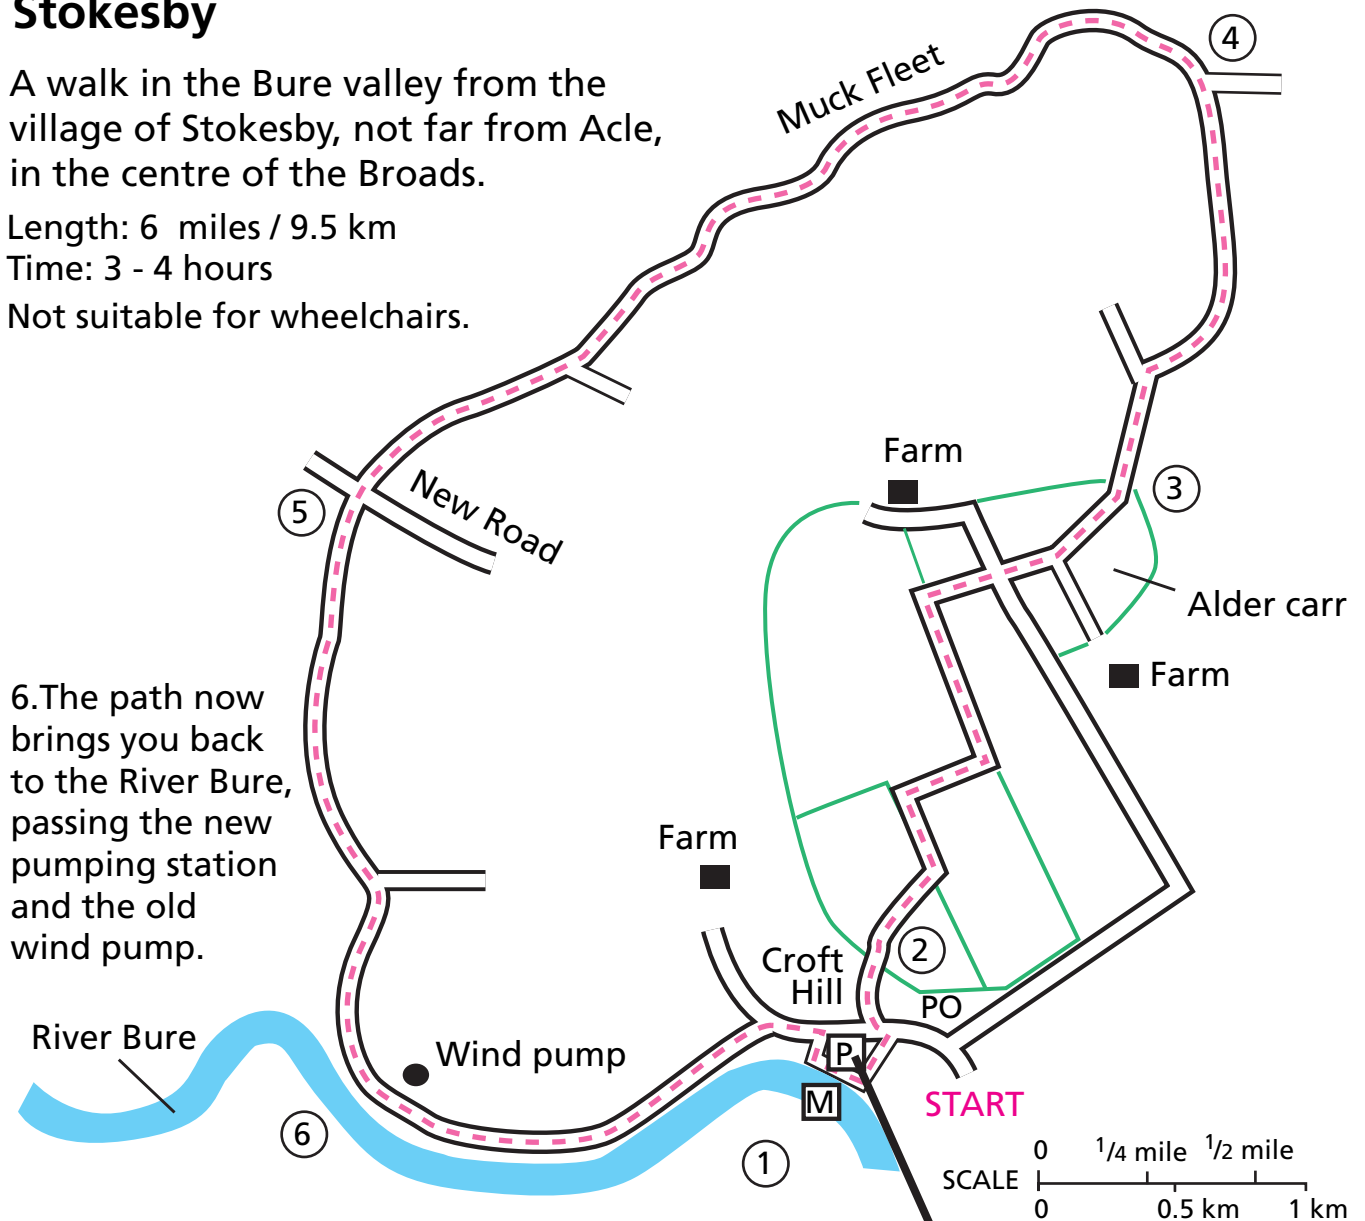 Stokesby
A walk in the Bure valley from the
village of Stokesby, not far from Acle,
in the centre of the Broads.
Length: 6 miles / 9.5 km
Time: 3 - 4 hours
Not suitable for wheelchairs.
4
Muck Fleet
Farm
3
New Road
5
Alder carr
Farm
6.The path now
brings you back
to the River Bure,
passing the new
pumping station
and the old
wind pump.
Farm
2
Croft
Hill
PO
River Bure
Wind pump
P
M
START
6
1
0 1/4 mile 1/2 mile
SCALE
0 0.5 km 1 km